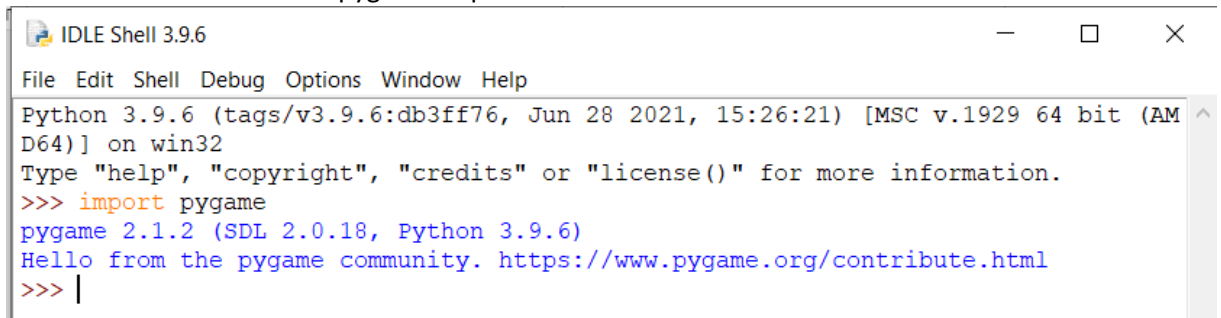 pyg
IDLE Shell 3.9.6
File Edit Shell Debug Options Window Help
Python 3.9.6 (tags/v3.9.6:db3ff76, Jun 28 2021, 15:26:21) [MSC v.1929 64 bit (AM
D64)] on win32
Type "help", "copyright", "credits" or "license()" for more information.
>>> import pygame
pygame 2.1.2 (SDL 2.0.18, Python 3.9.6)
Hello from the pygame community. https://www.pygame.org/contribute.html
>>>